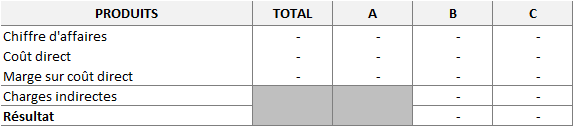 PRODUITS TOTAL A B C
Chiffre d'affaires - - - -
Coût direct - - - -
Marge sur coût direct - - - -
Charges indirectes - -
Résultat - -